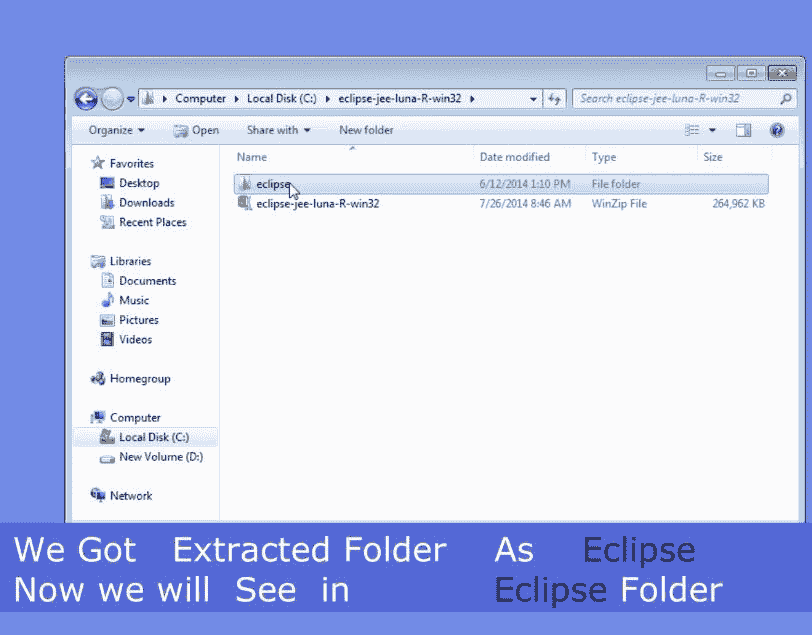 Computer Local Disk (C:) eclipse-jee-luna-R-win32 Search eclipse-jee-luna-R-win32
Organize Open Share with New folder
Name Date modified Type Size
Favorites
Desktop
Downloads
Recent Places
Libraries
Documents
Music
Pictures
Videos
Homegroup
Computer
Local Disk (C:)
New Volume (D:)
Network
eclipse 6/12/2014 1:10 PM File folder
eclipse-jee-luna-R-win32 7/26/2014 8:46 AM WinZip File 264,962 KB
We Got Extracted Folder As Eclipse
Now we will See in Eclipse Folder